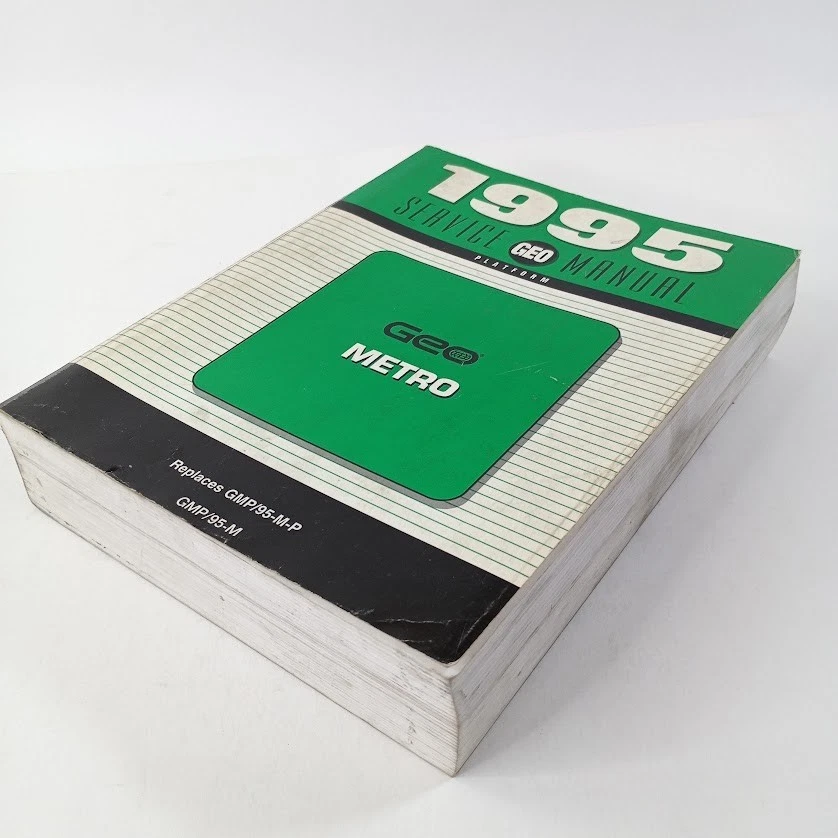 1995
SERVICE GEO MANUAL
PLATFORM
Geo
METRO
Replaces GMP/95-M-P
GMP/95-M